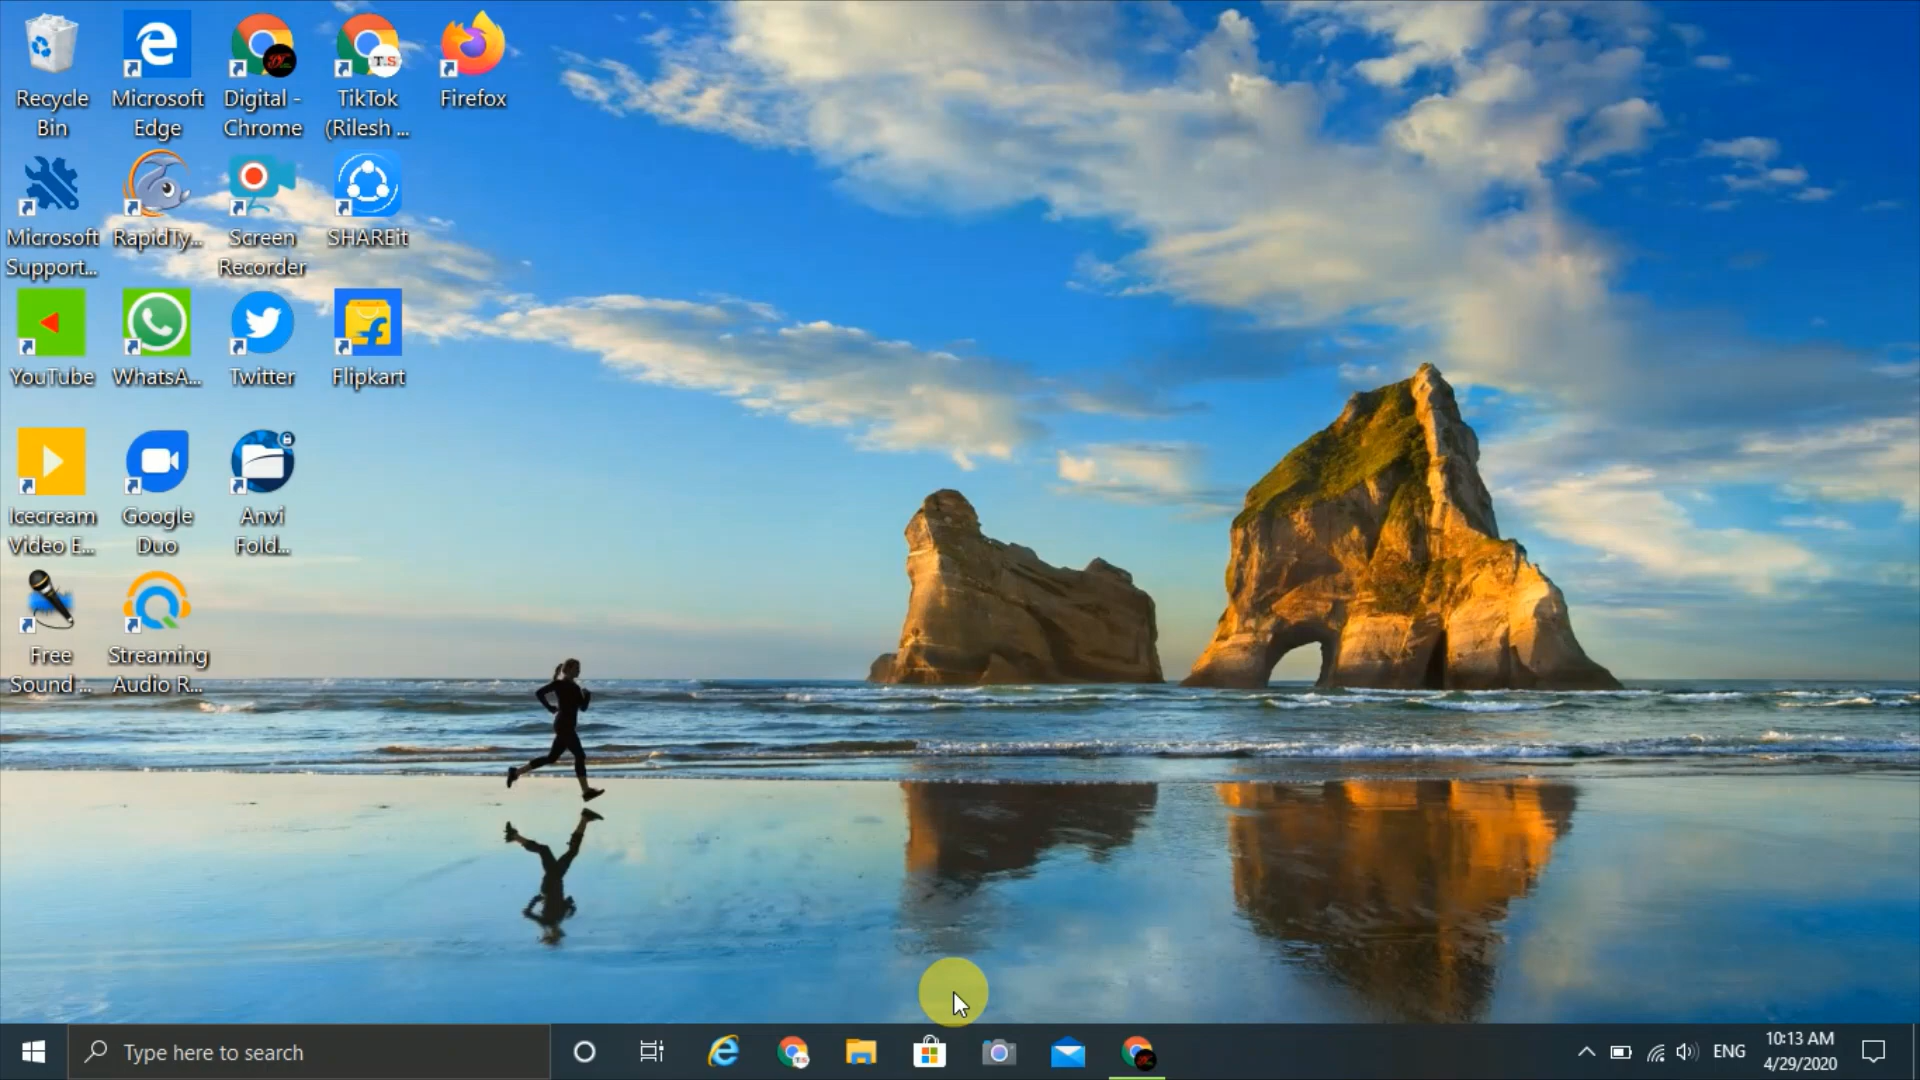 Recycle
Bin
Microsoft
Edge
Digital -
Chrome
TikTok
(Rilesh ...
Firefox
Microsoft
Support...
RapidTy...
Screen
Recorder
SHAREit
YouTube
WhatsA...
Twitter
Flipkart
Icecream
Video E...
Google
Duo
Anvi
Fold...
Free
Sound ...
Streaming
Audio R...
Type here to search
ENG
10:13 AM
4/29/2020